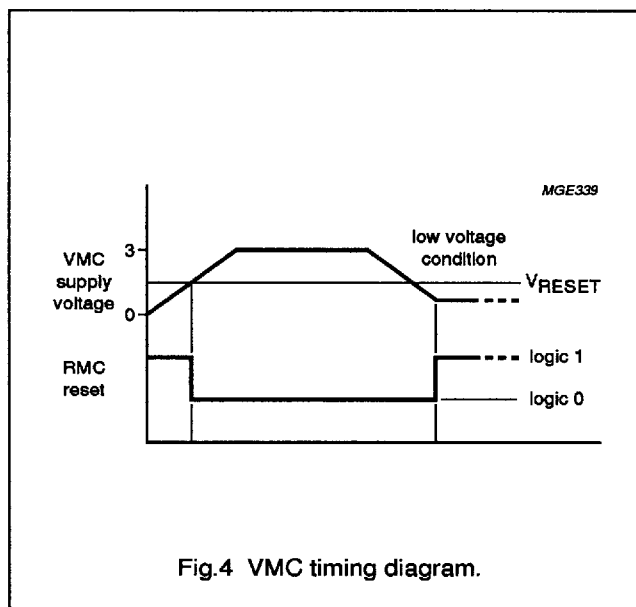 MGE339
3
VMC
supply
voltage
0
low voltage
condition
VRESET
RMC
reset
logic 1
logic 0
Fig.4 VMC timing diagram.